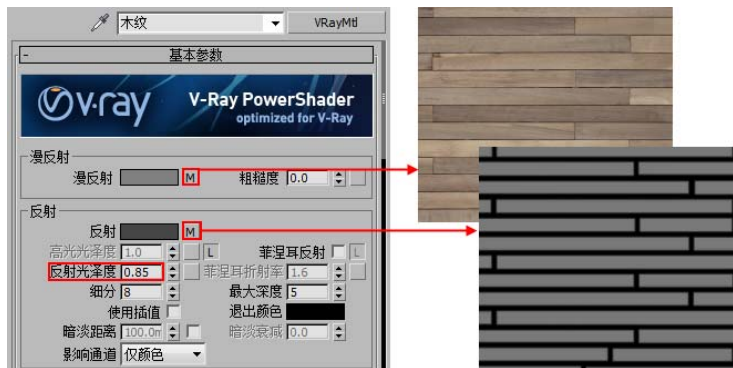 木纹 VRayMtl
- 基本参数
V·ray V-Ray PowerShader
optimized for V-Ray
漫反射
漫反射 M 粗糙度 0.0
反射
反射 M
高光光泽度 1.0 L 菲涅耳反射 L
反射光泽度 0.85 菲涅耳折射率 1.6
细分 8 最大深度 5
使用插值 退出颜色
暗淡距离 100.0m 暗淡衰减 0.0
影响通道 仅颜色